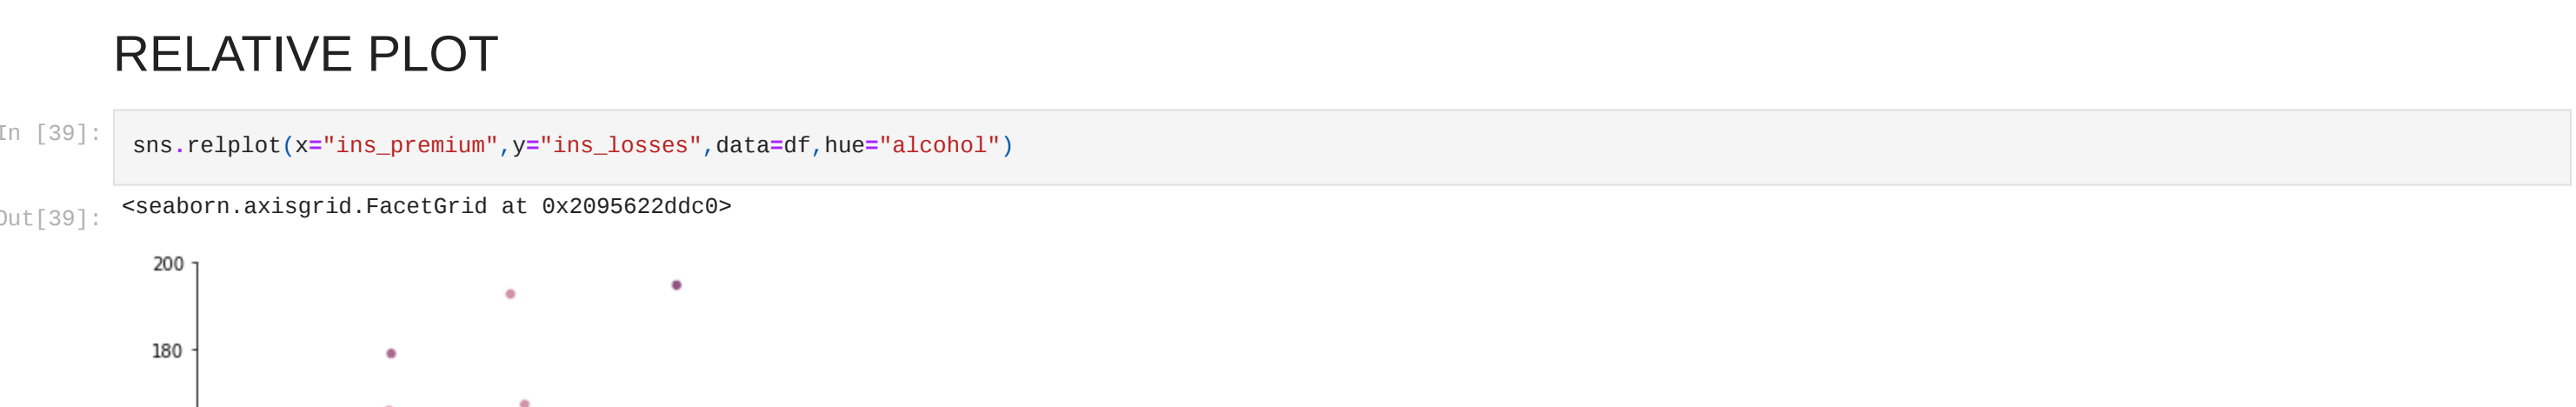 RELATIVE PLOT
In [39]:
sns.relplot(x="ins_premium",y="ins_losses",data=df,hue="alcohol")
Out[39]:
<seaborn.axisgrid.FacetGrid at 0x2095622ddc0>
200
180